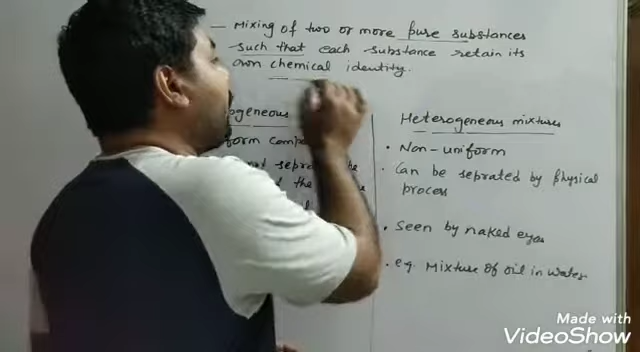 — Mixing of two or more pure substances
such that each substance retain its
own chemical identity.
Heterogeneous mixtures
• Non-uniform
• Can be seprated by physical
process
• Seen by naked eyes
• e.g. Mixture of oil in water
Made with
VideoShow